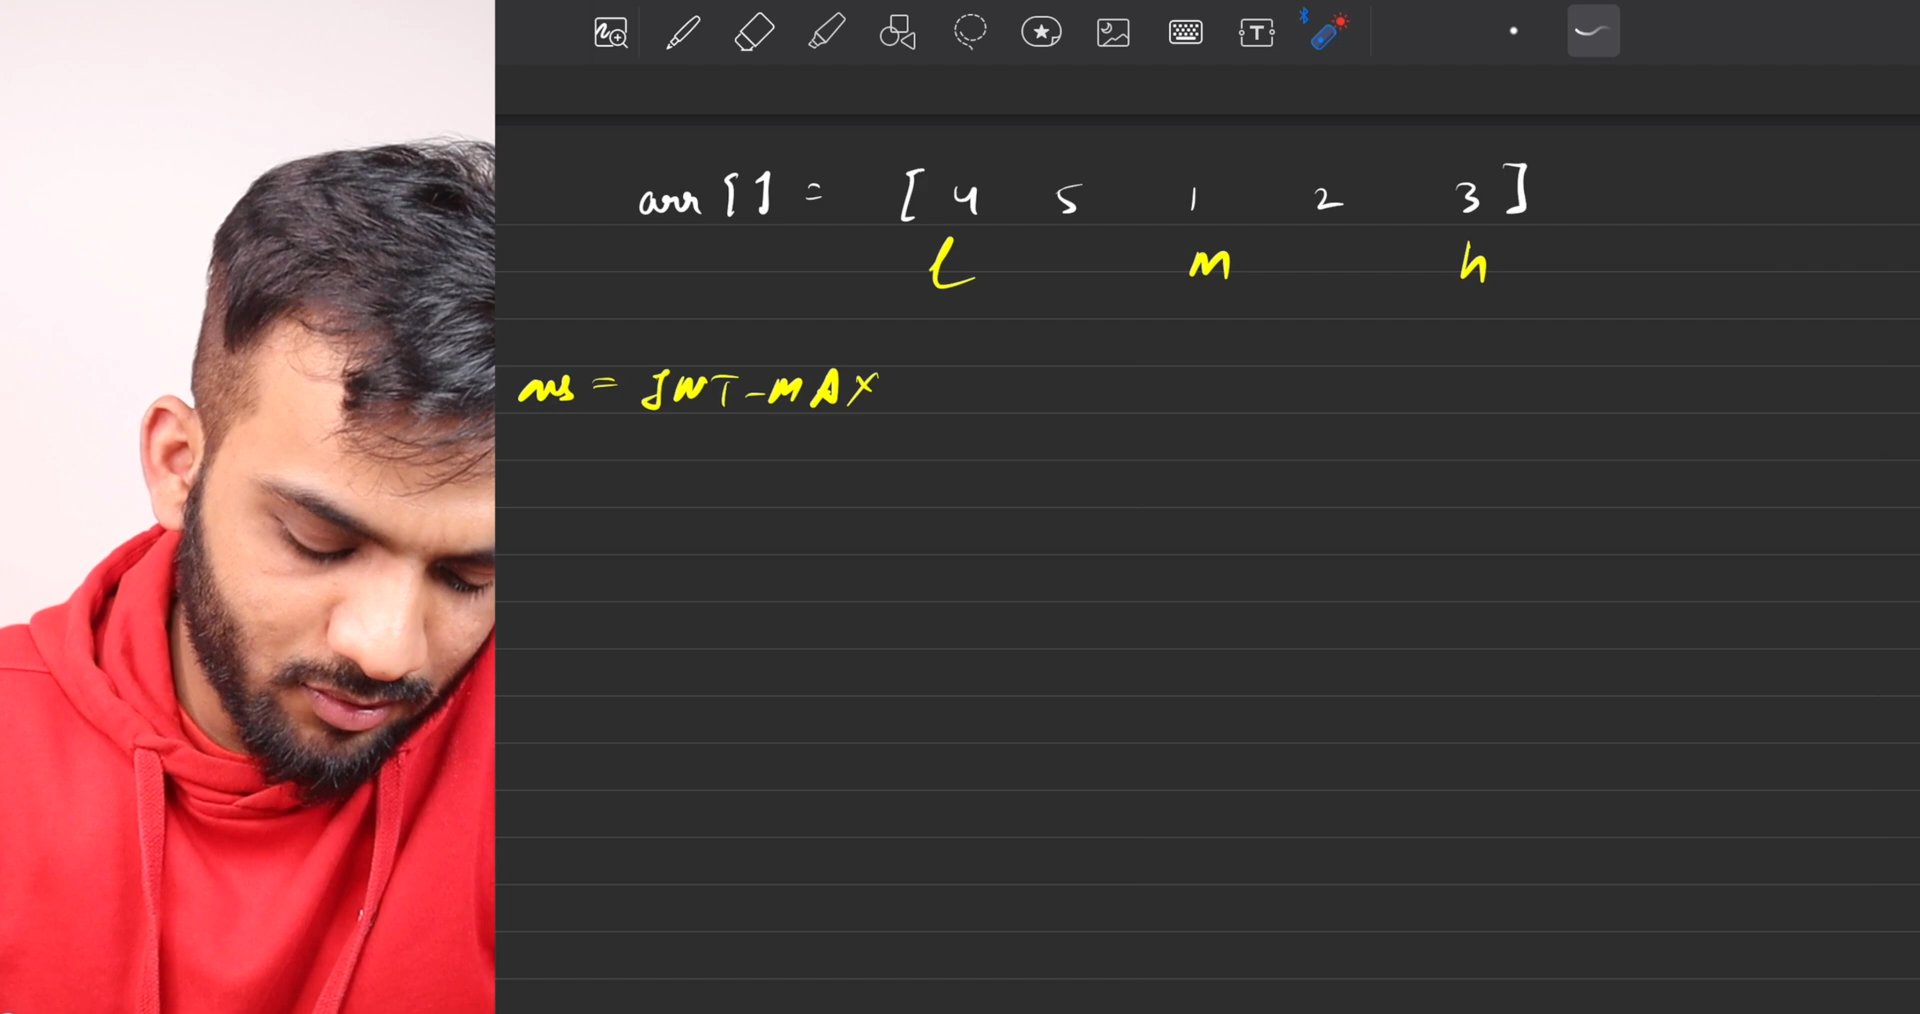 arr [ ] = [ 4 5 1 2 3 ]
l m h
ans = INT-MAX